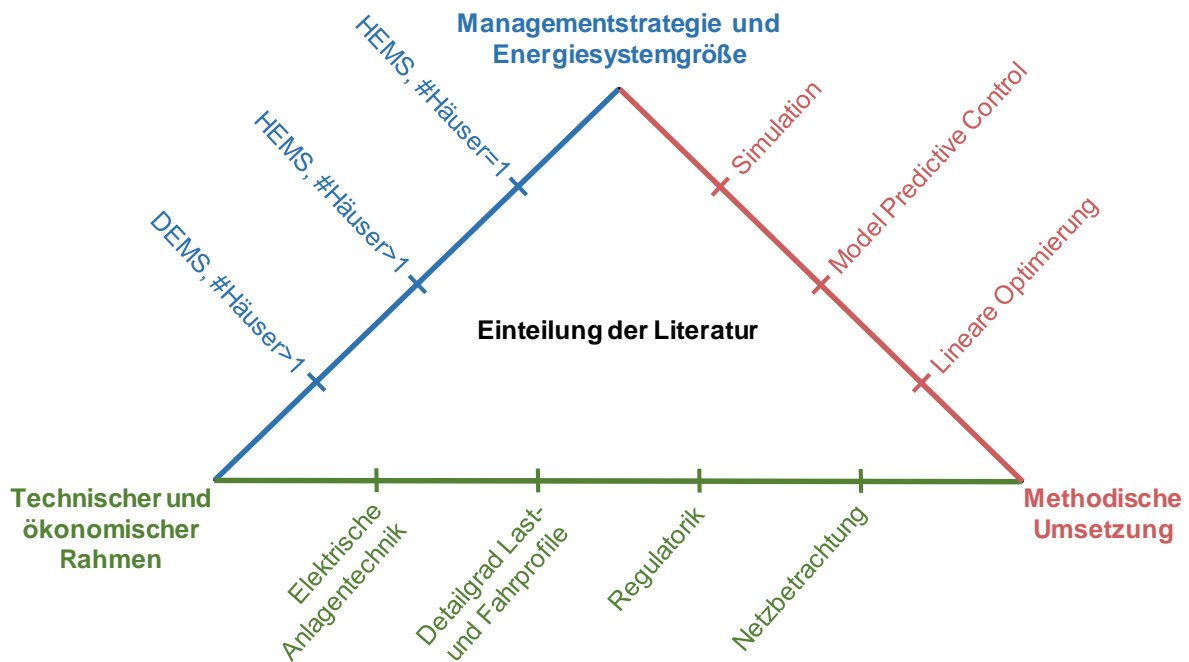 Managementstrategie und
Energiesystemgröße
HEMS, #Häuser=1
HEMS, #Häuser>1
DEMS, #Häuser>1
Simulation
Model Predictive Control
Lineare Optimierung
Einteilung der Literatur
Technischer und
ökonomischer
Rahmen
Elektrische
Anlagentechnik
Detailgrad Last-
und Fahrprofile
Regulatorik
Netzbetrachtung
Methodische
Umsetzung